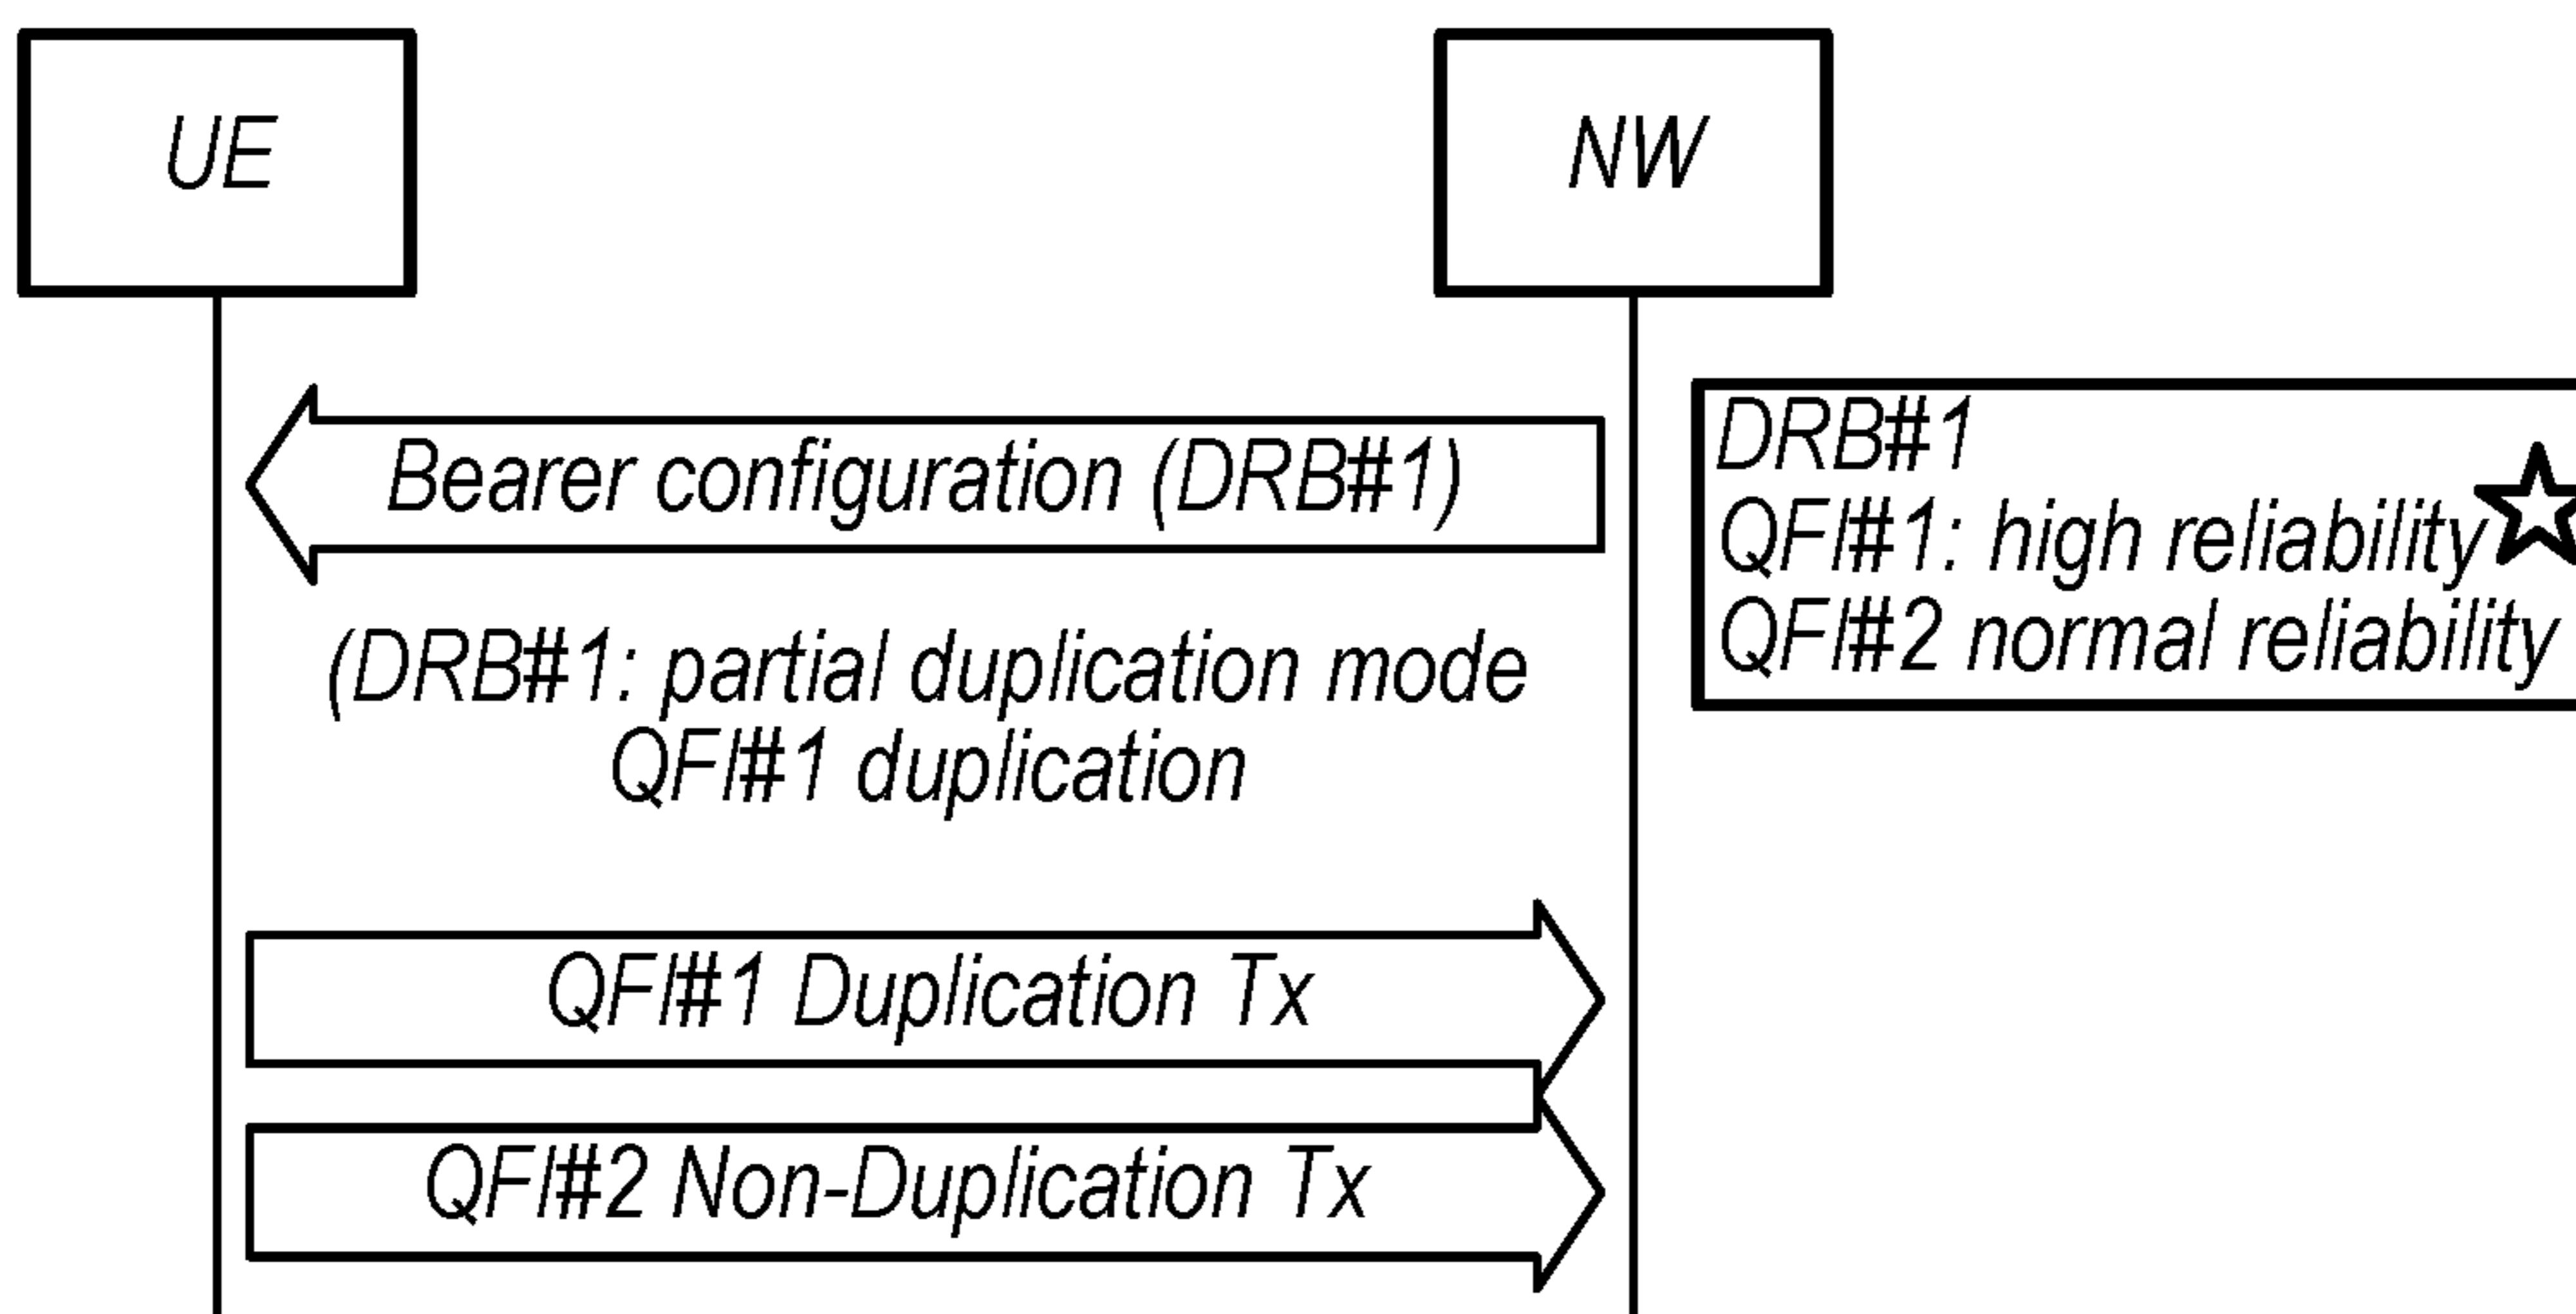 UE
NW
Bearer configuration (DRB#1)
DRB#1
QFI#1: high reliability
QFI#2 normal reliability
(DRB#1: partial duplication mode
QFI#1 duplication
QFI#1 Duplication Tx
QFI#2 Non-Duplication Tx